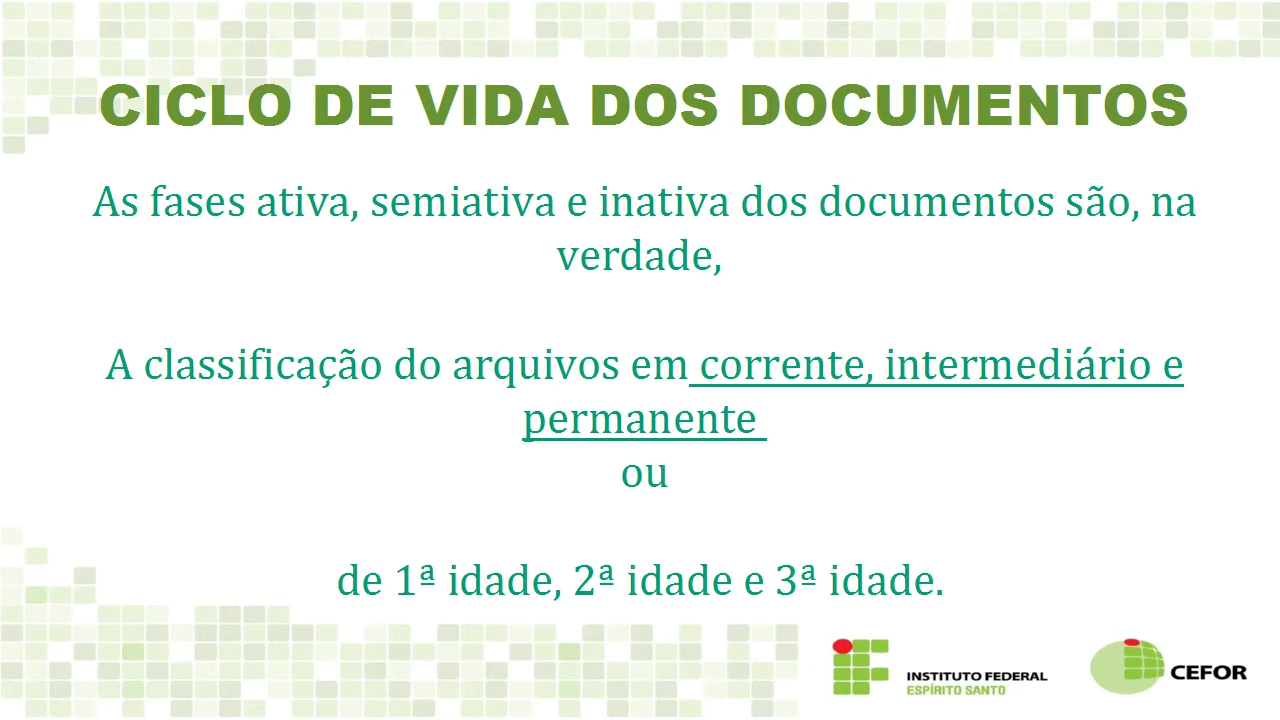 CICLO DE VIDA DOS DOCUMENTOS
As fases ativa, semiativa e inativa dos documentos são, na
verdade,
A classificação do arquivos em corrente, intermediário e
permanente
ou
de 1ª idade, 2ª idade e 3ª idade.
INSTITUTO FEDERAL
ESPÍRITO SANTO
CEFOR